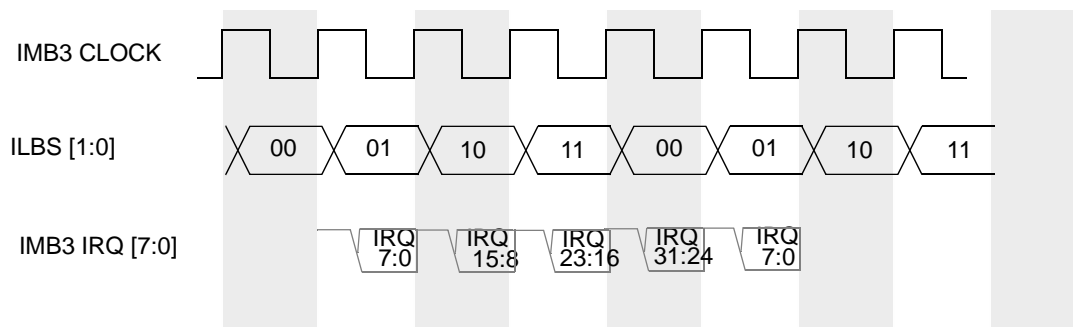 IMB3 CLOCK
ILBS [1:0]
00 01 10 11 00 01 10 11
IMB3 IRQ [7:0]
IRQ IRQ IRQ IRQ IRQ
7:0 15:8 23:16 31:24 7:0